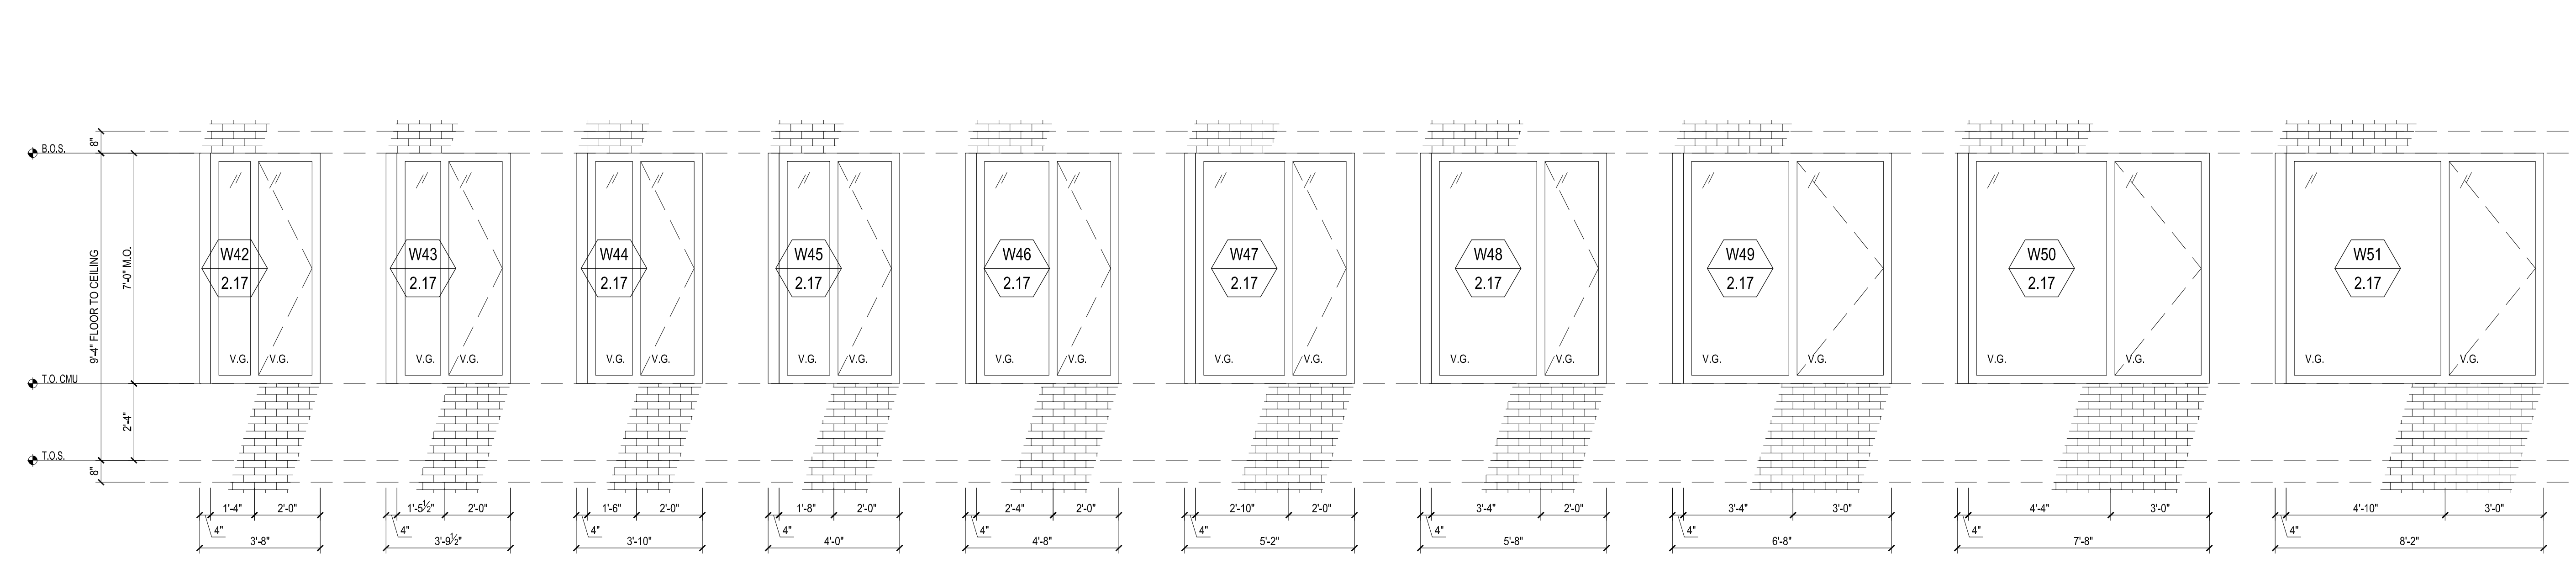 8"
B.O.S.
9'-4" FLOOR TO CEILING
7'-0" M.O.
T.O. CMU
2'-4"
T.O.S.
8"
W42
2.17
V.G.
V.G.
1'-4"
2'-0"
4"
3'-8"
W43
2.17
V.G.
V.G.
1'-5½"
2'-0"
4"
3'-9½"
W44
2.17
V.G.
V.G.
1'-6"
2'-0"
4"
3'-10"
W45
2.17
V.G.
V.G.
1'-8"
2'-0"
4"
4'-0"
W46
2.17
V.G.
V.G.
2'-4"
2'-0"
4"
4'-8"
W47
2.17
V.G.
V.G.
2'-10"
2'-0"
4"
5'-2"
W48
2.17
V.G.
V.G.
3'-4"
2'-0"
4"
5'-8"
W49
2.17
V.G.
V.G.
3'-4"
3'-0"
4"
6'-8"
W50
2.17
V.G.
V.G.
4'-4"
3'-0"
4"
7'-8"
W51
2.17
V.G.
V.G.
4'-10"
3'-0"
4"
8'-2"